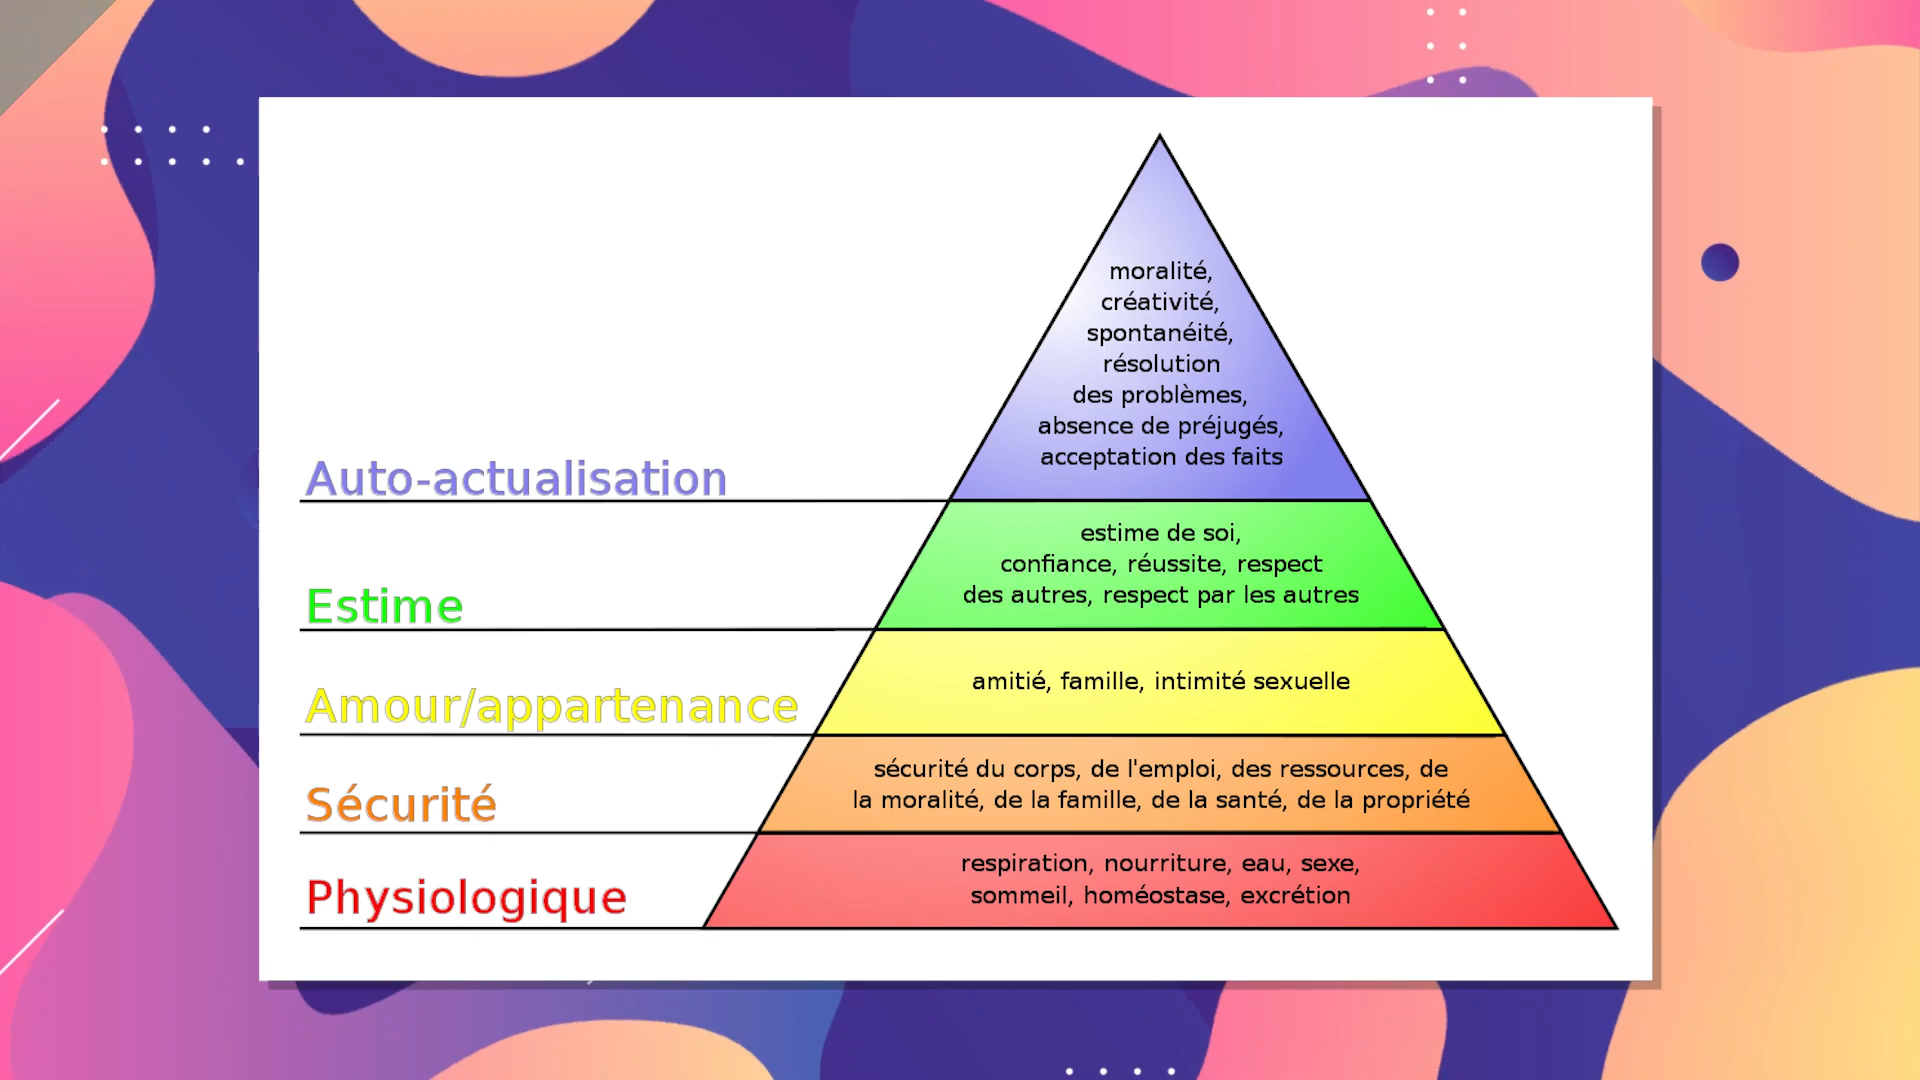 moralité,
créativité,
spontanéité,
résolution
des problèmes,
absence de préjugés,
acceptation des faits
Auto-actualisation
estime de soi,
confiance, réussite, respect
des autres, respect par les autres
Estime
amitié, famille, intimité sexuelle
Amour/appartenance
sécurité du corps, de l'emploi, des ressources, de
la moralité, de la famille, de la santé, de la propriété
Sécurité
respiration, nourriture, eau, sexe,
sommeil, homéostase, excrétion
Physiologique